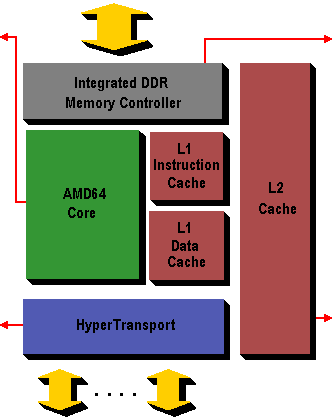 Integrated DDR
Memory Controller
AMD64
Core
L1
Instruction
Cache
L1
Data
Cache
L2
Cache
HyperTransport